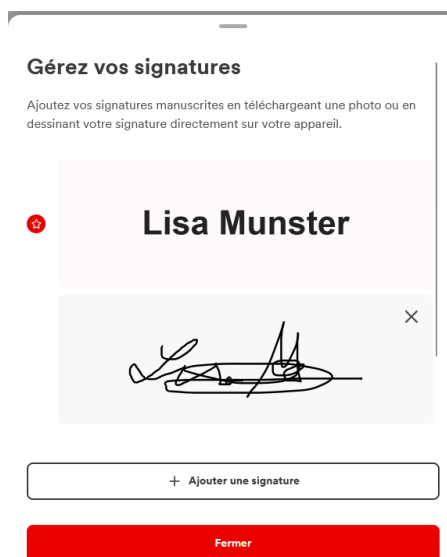 Gérez vos signatures
Ajoutez vos signatures manuscrites en téléchargeant une photo ou en
dessinant votre signature directement sur votre appareil.
Lisa Munster
+ Ajouter une signature
Fermer